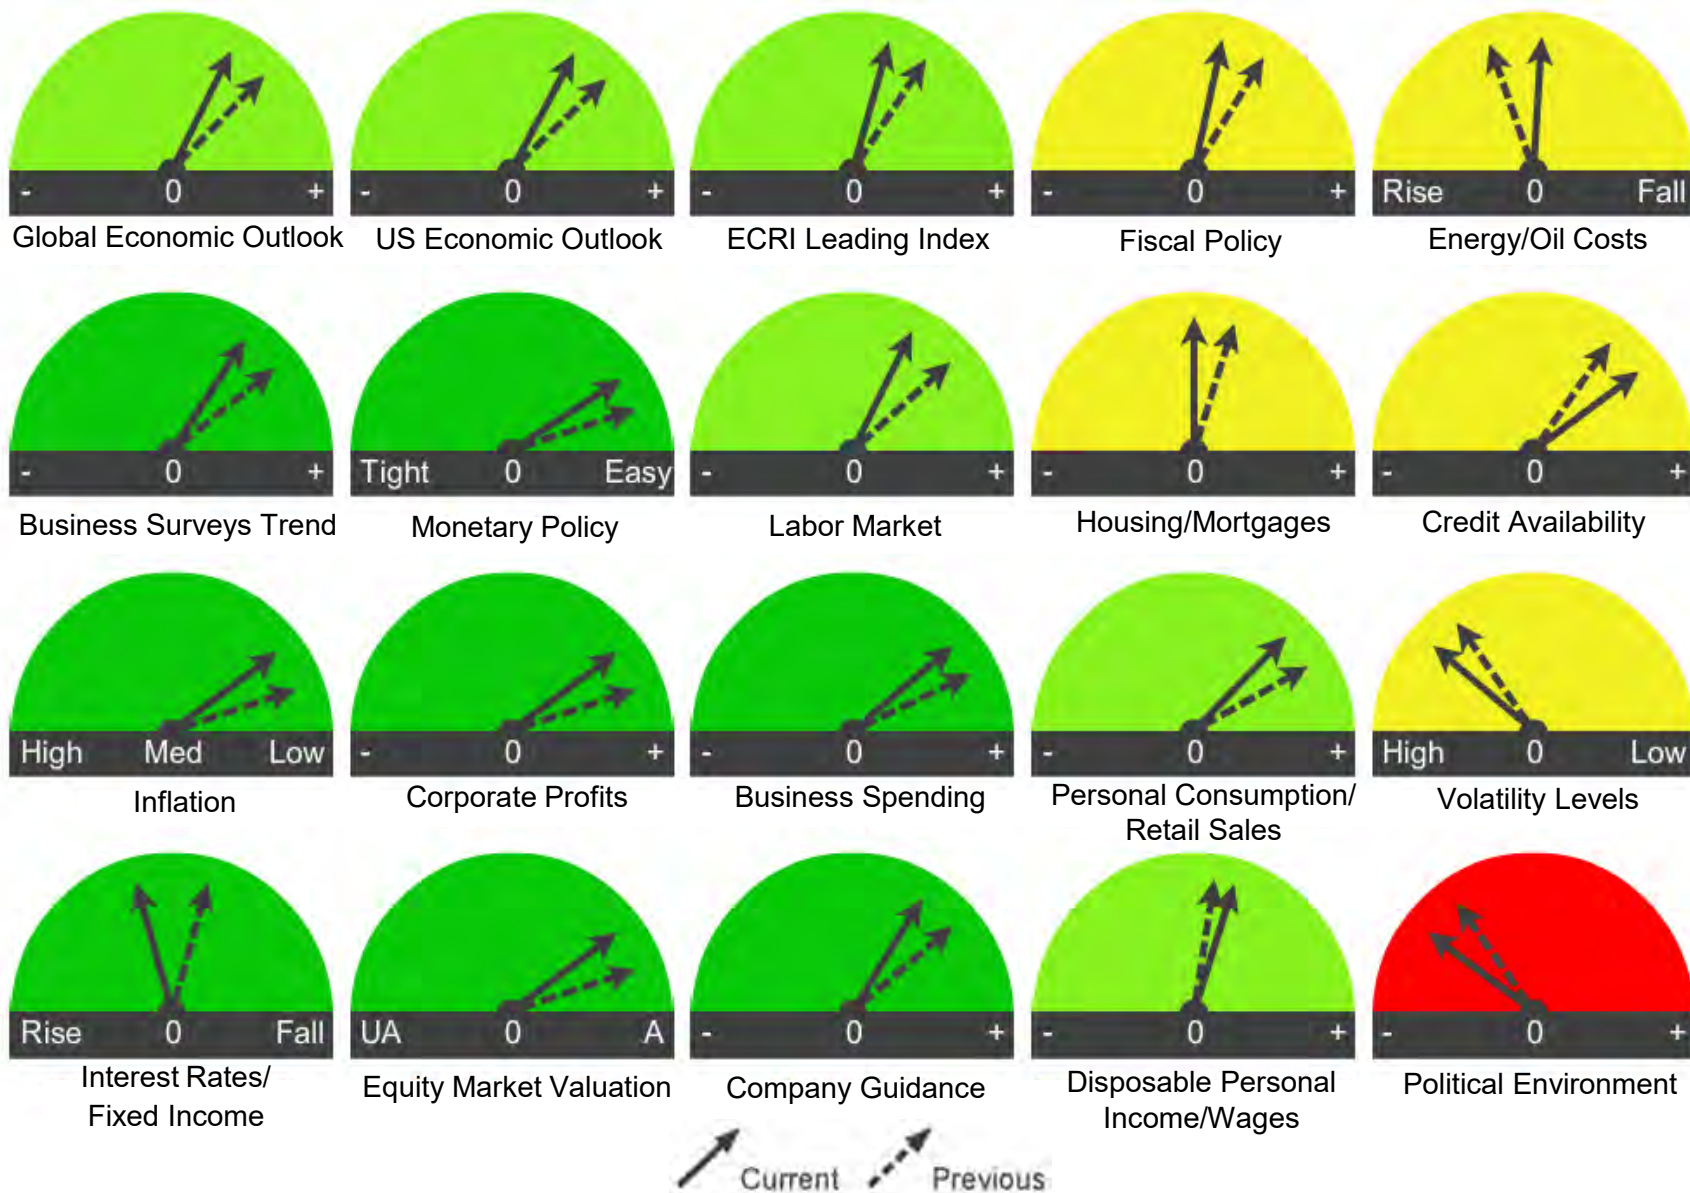 - 0 +
- 0 +
- 0 +
- 0 +
Rise 0 Fall
Global Economic Outlook
US Economic Outlook
ECRI Leading Index
Fiscal Policy
Energy/Oil Costs
- 0 +
Tight 0 Easy
- 0 +
- 0 +
- 0 +
Business Surveys Trend
Monetary Policy
Labor Market
Housing/Mortgages
Credit Availability
High Med Low
- 0 +
- 0 +
- 0 +
High 0 Low
Inflation
Corporate Profits
Business Spending
Personal Consumption/
Retail Sales
Volatility Levels
Rise 0 Fall
UA 0 A
- 0 +
- 0 +
- 0 +
Interest Rates/
Fixed Income
Equity Market Valuation
Company Guidance
Disposable Personal
Income/Wages
Political Environment
Current
Previous